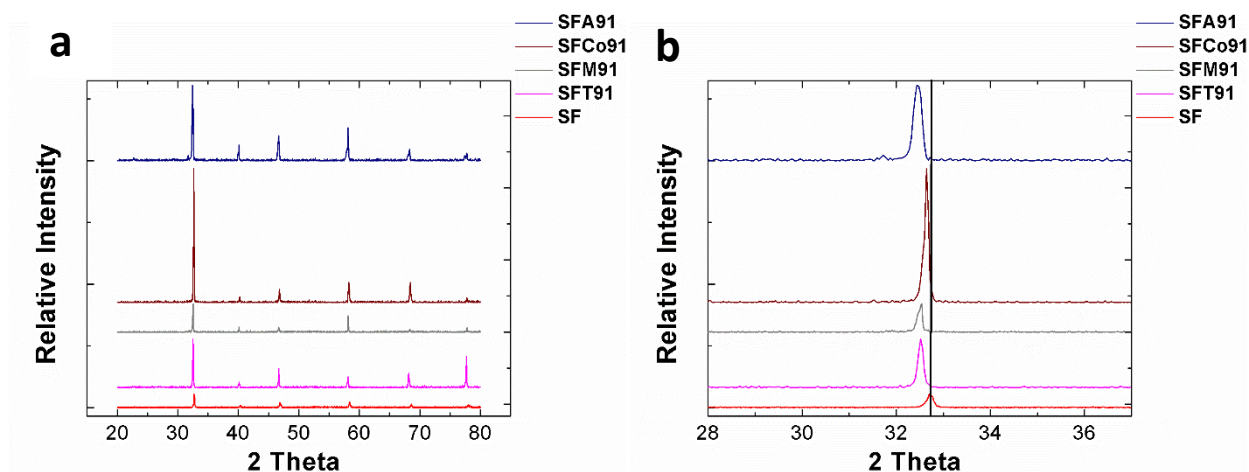 a
SFA91
SFCo91
SFM91
SFT91
SF
Relative Intensity
20 30 40 50 60 70 80
2 Theta
b
SFA91
SFCo91
SFM91
SFT91
SF
Relative Intensity
28 30 32 34 36
2 Theta